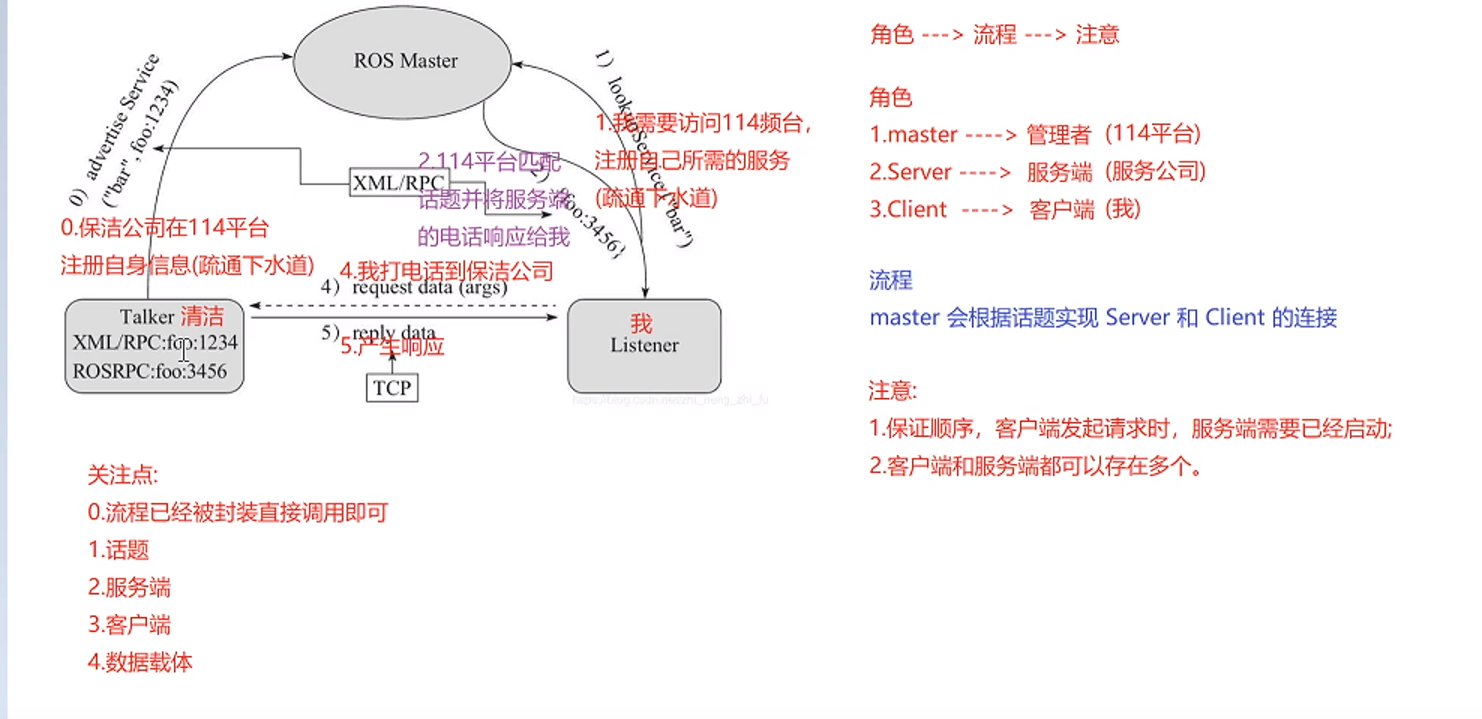 ROS Master
0）advertise Service
("bar",foo:1234)
1）lookupService("bar")
1.我需要访问114频台，
注册自己所需的服务
(疏通下水道)
XML/RPC
2.114平台匹配
话题并将服务端
的电话响应给我
2）{foo:3456}
0.保洁公司在114平台
注册自身信息(疏通下水道)
4.我打电话到保洁公司
4）request data (args)
5）reply data
5.产生响应
TCP
Talker 清洁
XML/RPC:foo:1234
ROSRPC:foo:3456
我
Listener
关注点:
0.流程已经被封装直接调用即可
1.话题
2.服务端
3.客户端
4.数据载体
角色 ---> 流程 ---> 注意
角色
1.master ----> 管理者 (114平台)
2.Server ----> 服务端 (服务公司)
3.Client ----> 客户端 (我)
流程
master 会根据话题实现 Server 和 Client 的连接
注意:
1.保证顺序，客户端发起请求时，服务端需要已经启动;
2.客户端和服务端都可以存在多个。